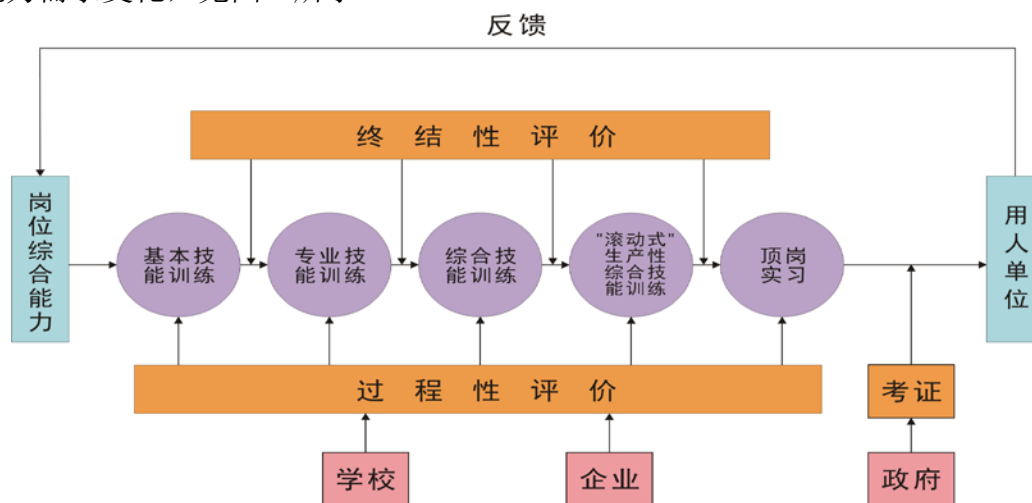 反馈
终结性评价
岗位综合能力
基本技
能训练
专业技
能训练
综合技
能训练
"滚动式"
生产性
综合技
能训练
顶岗
实习
用人单位
过程性评价
考证
学校
企业
政府